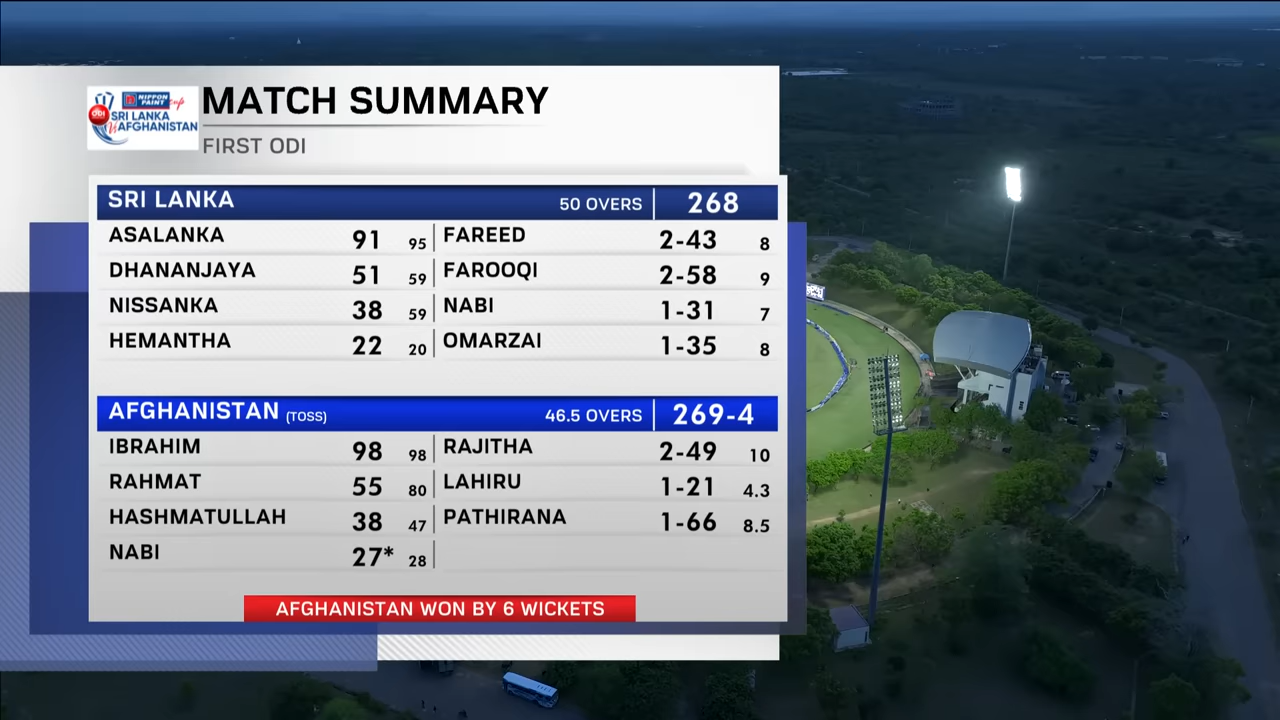 NIPPON PAINT cup
ODI
SRI LANKA
V AFGHANISTAN
MATCH SUMMARY
FIRST ODI
SRI LANKA 50 OVERS 268
ASALANKA 91 95 FAREED 2-43 8
DHANANJAYA 51 59 FAROOQI 2-58 9
NISSANKA 38 59 NABI 1-31 7
HEMANTHA 22 20 OMARZAI 1-35 8
AFGHANISTAN (TOSS) 46.5 OVERS 269-4
IBRAHIM 98 98 RAJITHA 2-49 10
RAHMAT 55 80 LAHIRU 1-21 4.3
HASHMATULLAH 38 47 PATHIRANA 1-66 8.5
NABI 27* 28
AFGHANISTAN WON BY 6 WICKETS